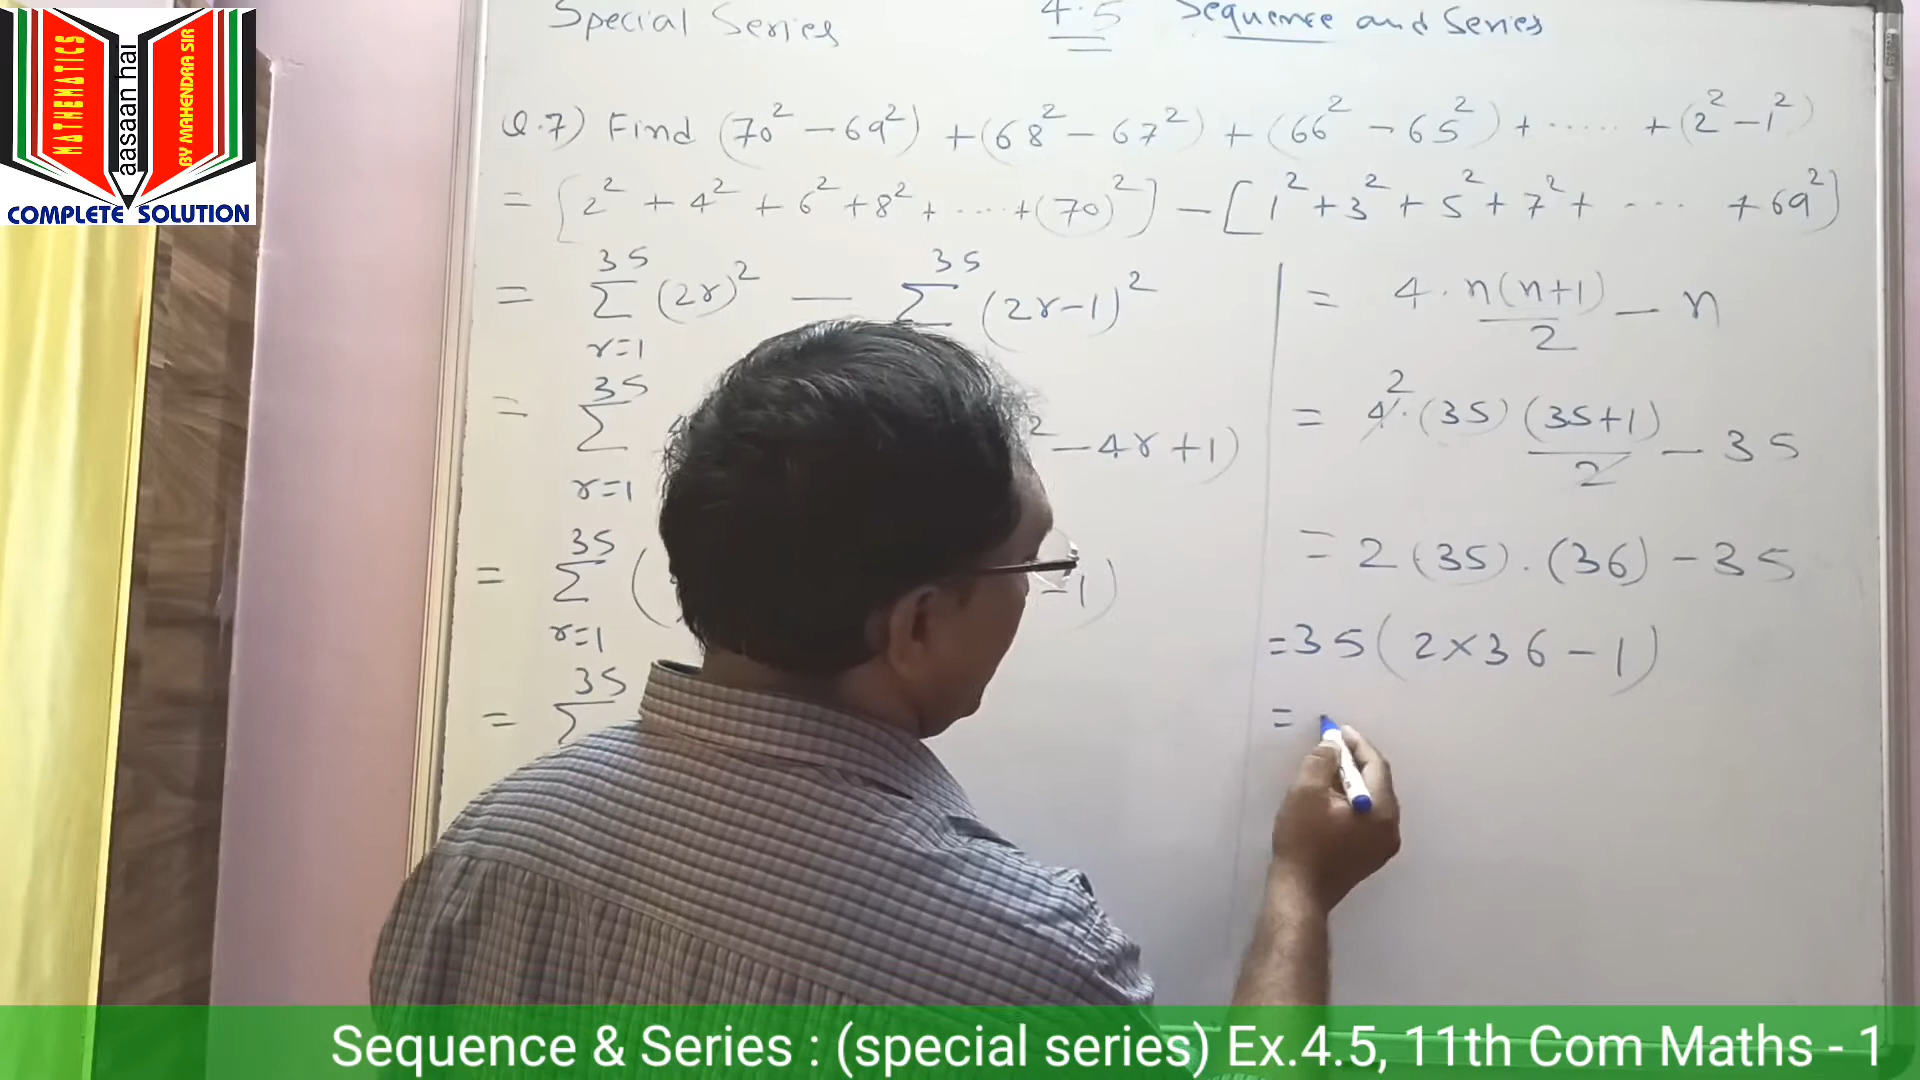 MATHEMATICS
aasaan hai
BY MAHENDRA SIR
COMPLETE SOLUTION
Special Series 4.5 Sequence and Series
Q.7) Find (70² - 69²) + (68² - 67²) + (66² - 65²) + ...... + (2² - 1²)
= [2² + 4² + 6² + 8² + ..... + (70)²] - [1² + 3² + 5² + 7² + ... ... + 69²]
= 35 Σ r=1 (2r)² - 35 Σ (2r-1)²
= 35 Σ r=1 ² - 4r + 1)
= 35 Σ r=1 ( - 1)
= 35 Σ
= 4 · n(n+1)/2 - n
= 4² · (35) (35+1)/2 - 35
= 2 (35) · (36) - 35
= 35 (2×36 - 1)
=
Sequence & Series : (special series) Ex.4.5, 11th Com Maths - 1